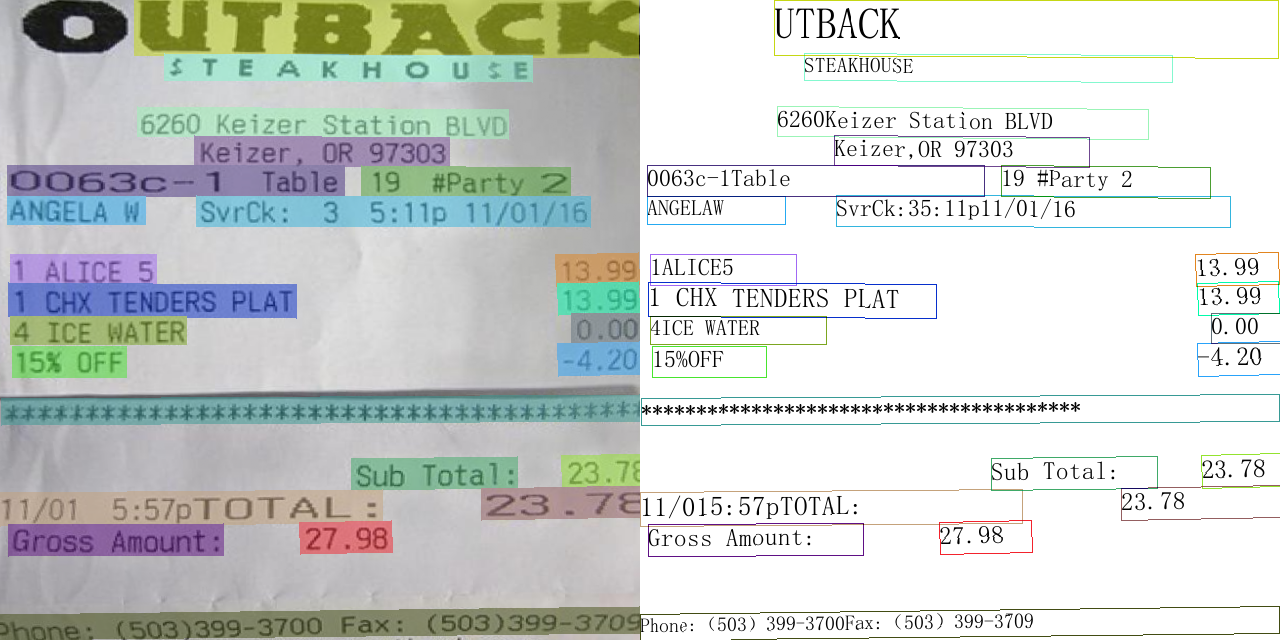 OUTBACK
STEAKHOUSE
6260 Keizer Station BLVD
Keizer, OR 97303
0063c-1 Table 19 #Party 2
ANGELA W SvrCk: 3 5:11p 11/01/16
1 ALICE 5 13.99
1 CHX TENDERS PLAT 13.99
4 ICE WATER 0.00
15% OFF -4.20
****************************************
Sub Total: 23.78
11/01 5:57pTOTAL: 23.78
Gross Amount: 27.98
Phone: (503)399-3700 Fax: (503)399-3709
UTBACK
STEAKHOUSE
6260Keizer Station BLVD
Keizer,OR 97303
0063c-1Table 19 #Party 2
ANGELAW SvrCk:35:11p11/01/16
1ALICE5 13.99
1 CHX TENDERS PLAT 13.99
4ICE WATER 0.00
15%OFF -4.20
****************************************
Sub Total: 23.78
11/015:57pTOTAL: 23.78
Gross Amount: 27.98
Phone: (503) 399-3700Fax: (503) 399-3709